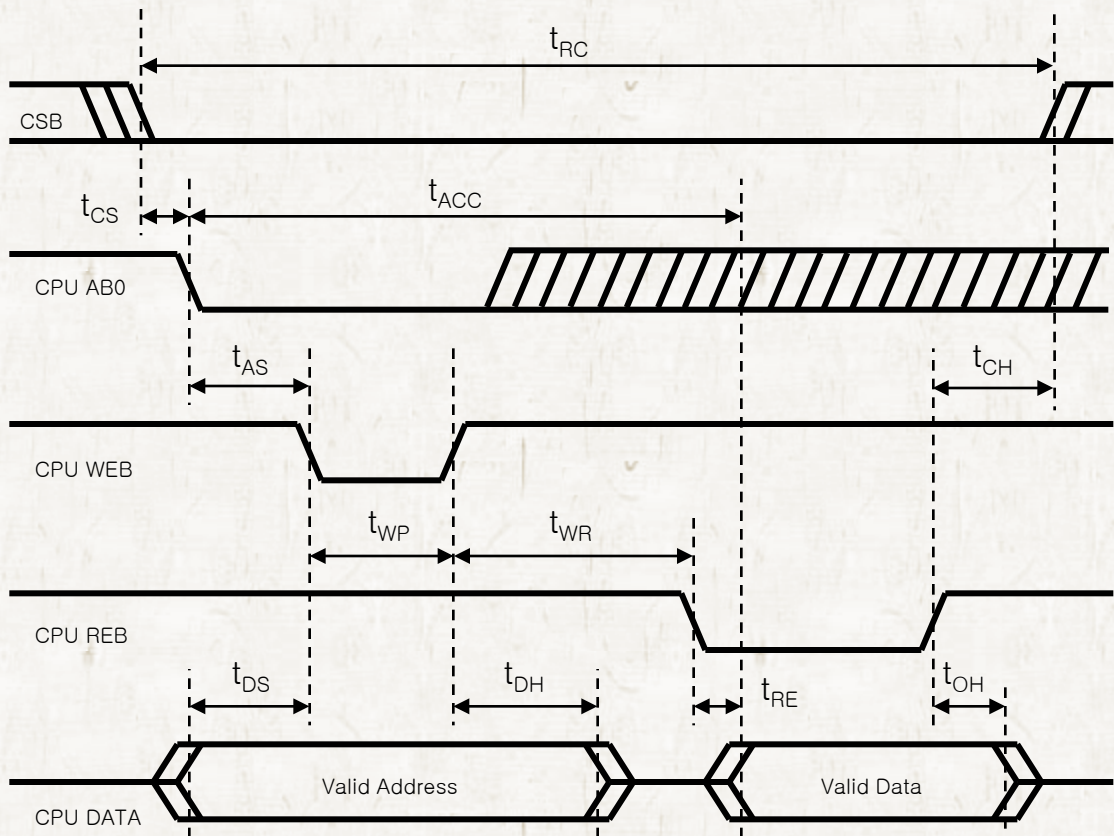 tRC
CSB
tCS
tACC
CPU AB0
tAS
tCH
CPU WEB
tWP
tWR
CPU REB
tDS
tDH
tRE
tOH
Valid Address
Valid Data
CPU DATA